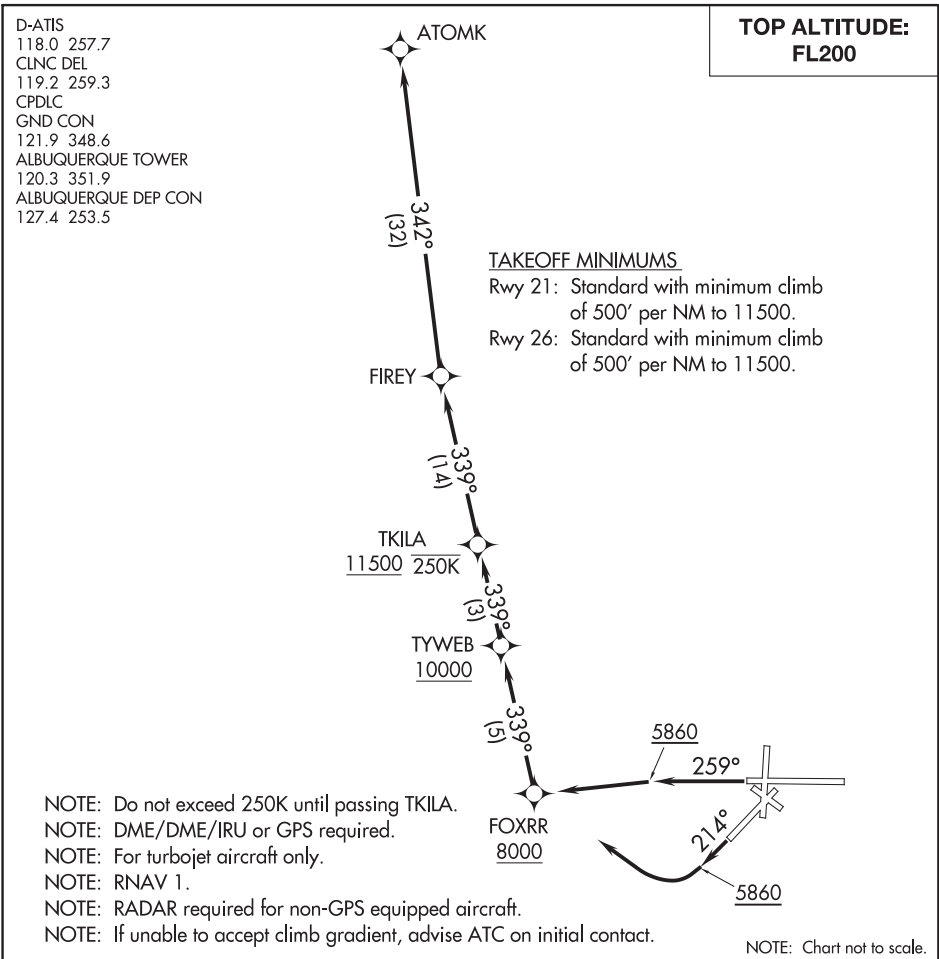 D-ATIS
118.0 257.7
CLNC DEL
119.2 259.3
CPDLC
GND CON
121.9 348.6
ALBUQUERQUE TOWER
120.3 351.9
ALBUQUERQUE DEP CON
127.4 253.5
TOP ALTITUDE:
FL200
ATOMK
342°
(32)
TAKEOFF MINIMUMS
Rwy 21: Standard with minimum climb
of 500' per NM to 11500.
Rwy 26: Standard with minimum climb
of 500' per NM to 11500.
FIREY
339°
(14)
TKILA
11500 250K
339°
(3)
TYWEB
10000
339°
(5)
5860
259°
FOXRR
8000
214°
5860
NOTE: Do not exceed 250K until passing TKILA.
NOTE: DME/DME/IRU or GPS required.
NOTE: For turbojet aircraft only.
NOTE: RNAV 1.
NOTE: RADAR required for non-GPS equipped aircraft.
NOTE: If unable to accept climb gradient, advise ATC on initial contact.
NOTE: Chart not to scale.